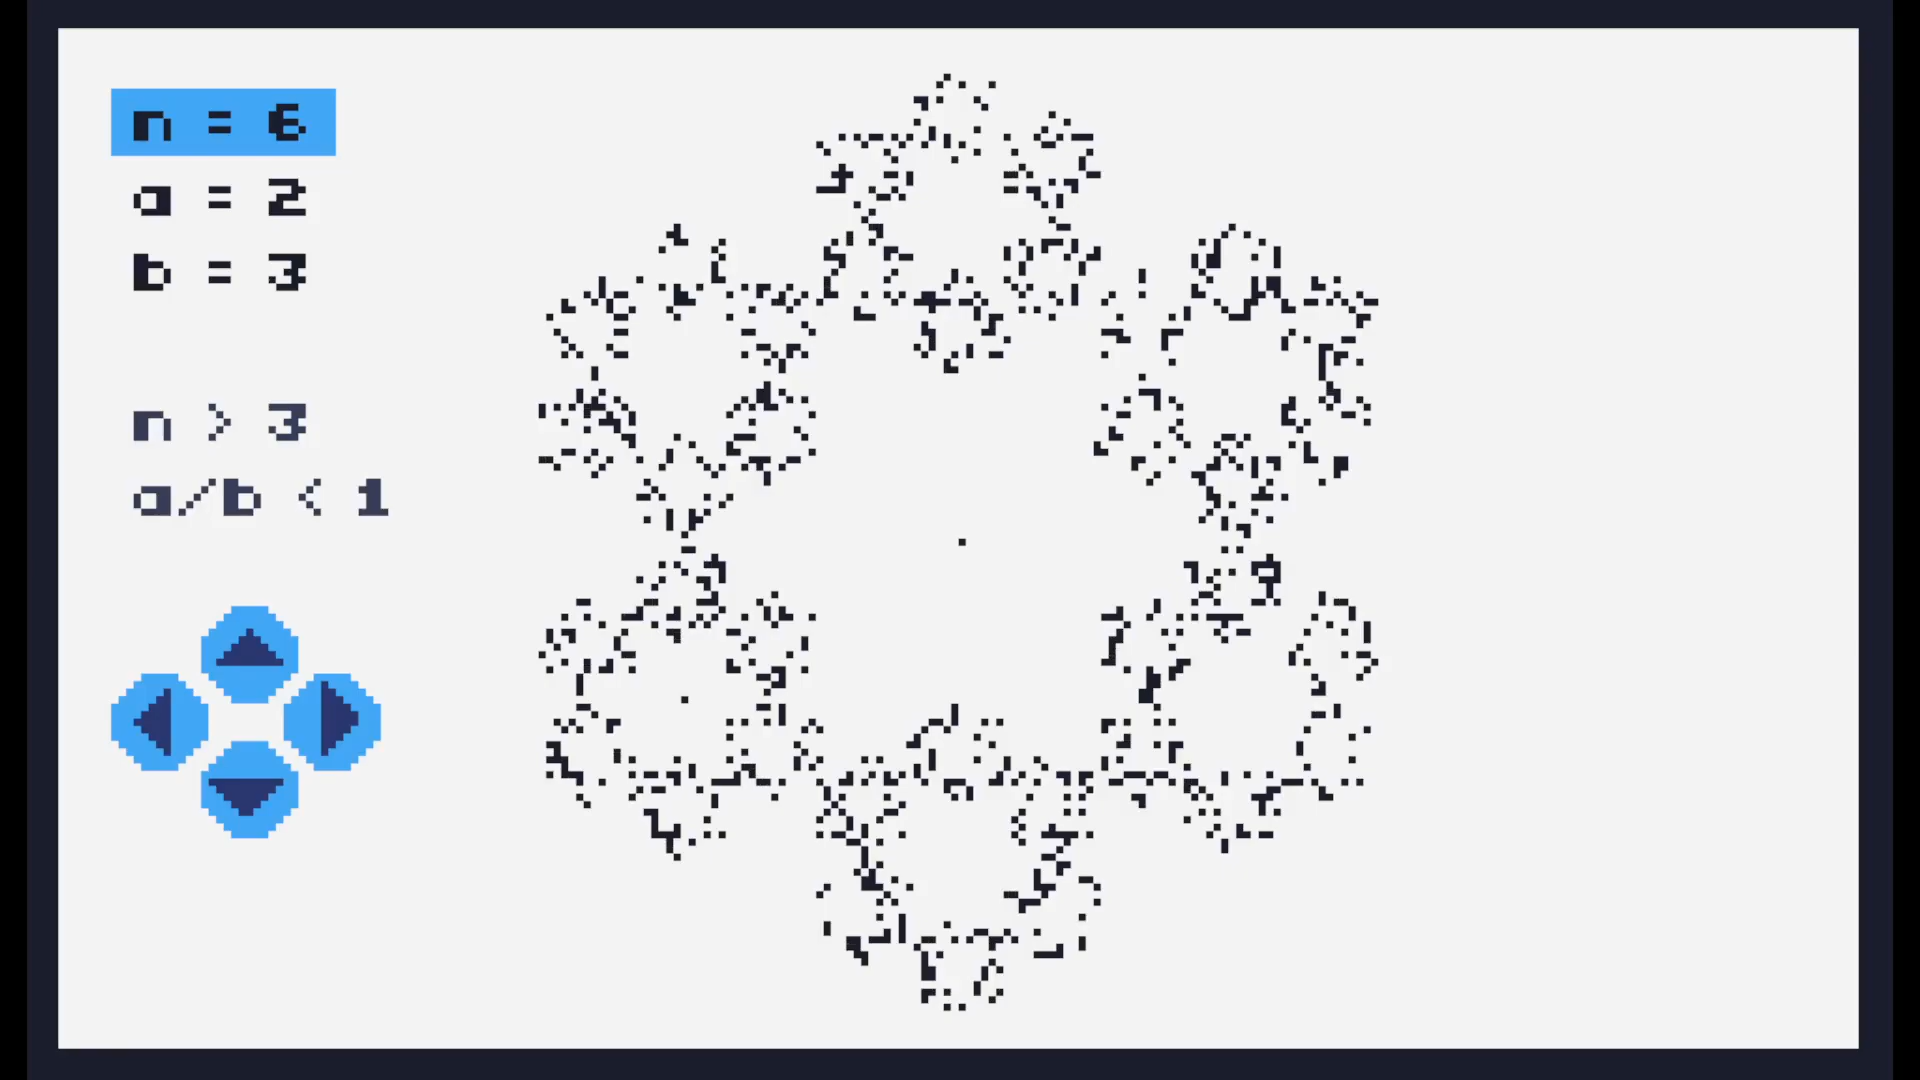 n = 6
a = 2
b = 3
n > 3
a/b < 1